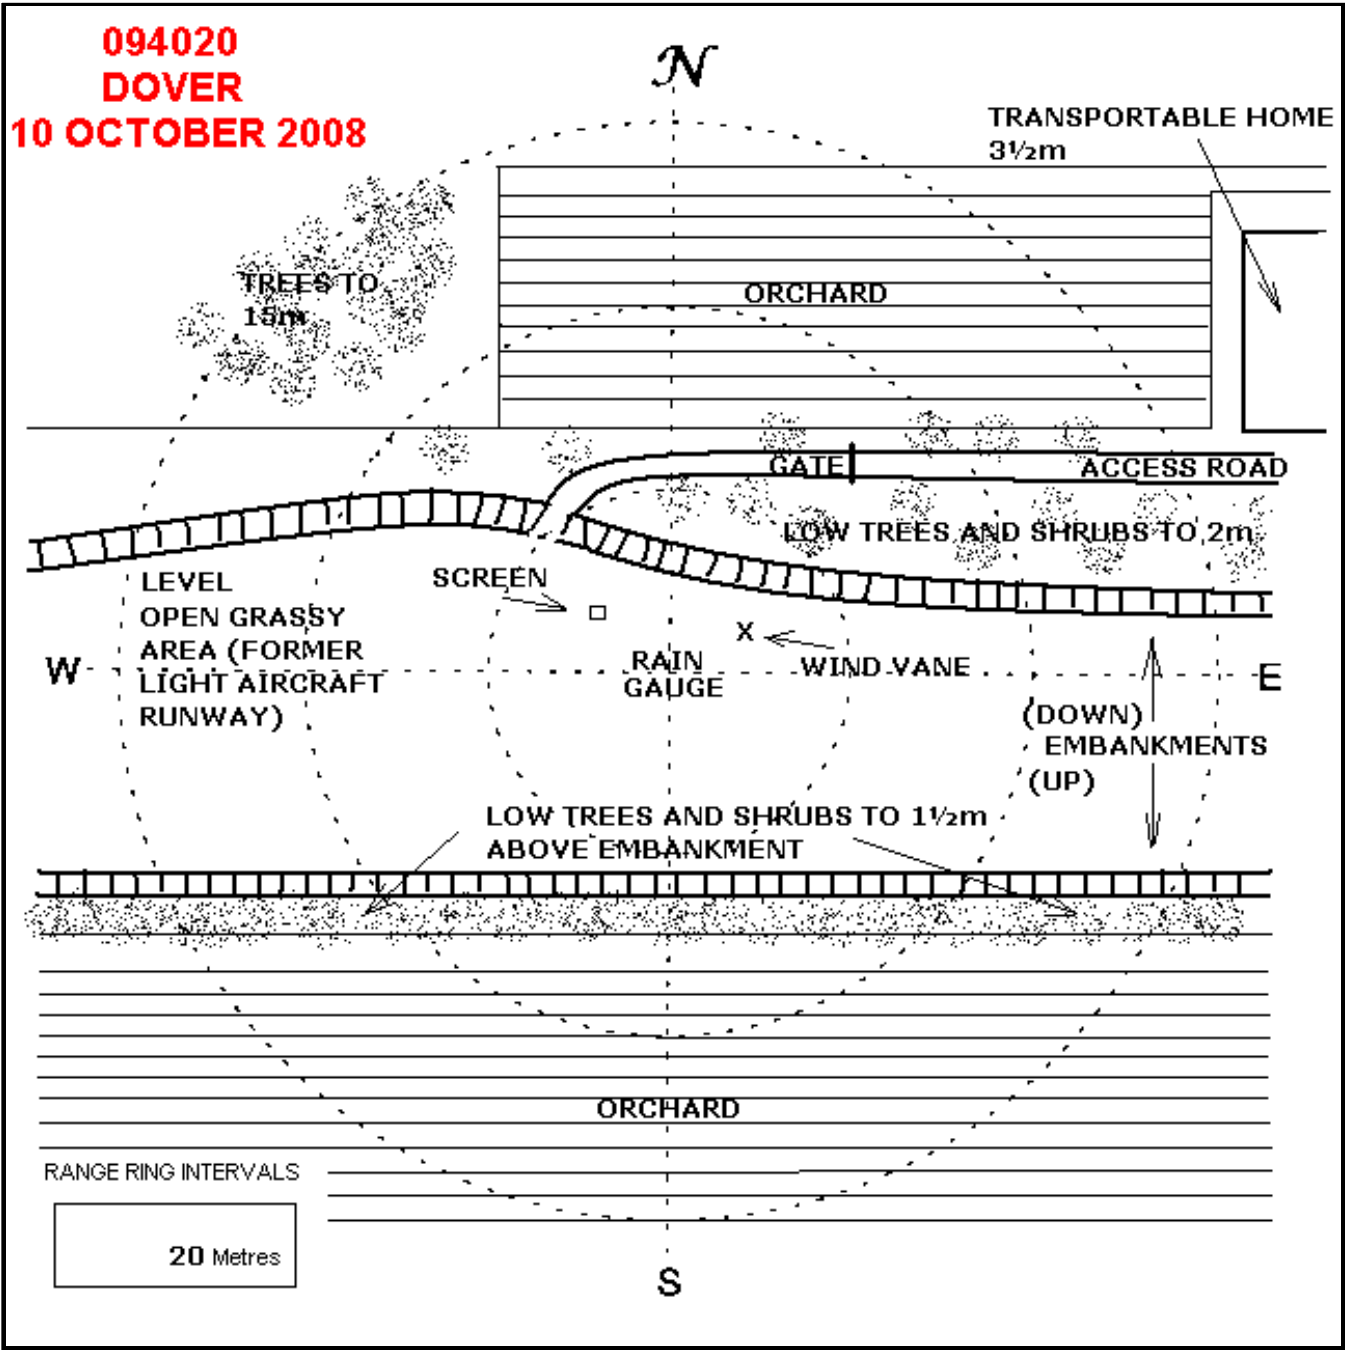 094020
DOVER
10 OCTOBER 2008
N
TRANSPORTABLE HOME
3½m
TREES TO
15m
ORCHARD
GATE
ACCESS ROAD
LOW TREES AND SHRUBS TO 2m
LEVEL
OPEN GRASSY
AREA (FORMER
LIGHT AIRCRAFT
RUNWAY)
SCREEN
X
W
RAIN
GAUGE
WIND VANE
E
(DOWN)
EMBANKMENTS
(UP)
LOW TREES AND SHRUBS TO 1½m
ABOVE EMBANKMENT
ORCHARD
RANGE RING INTERVALS
20 Metres
S